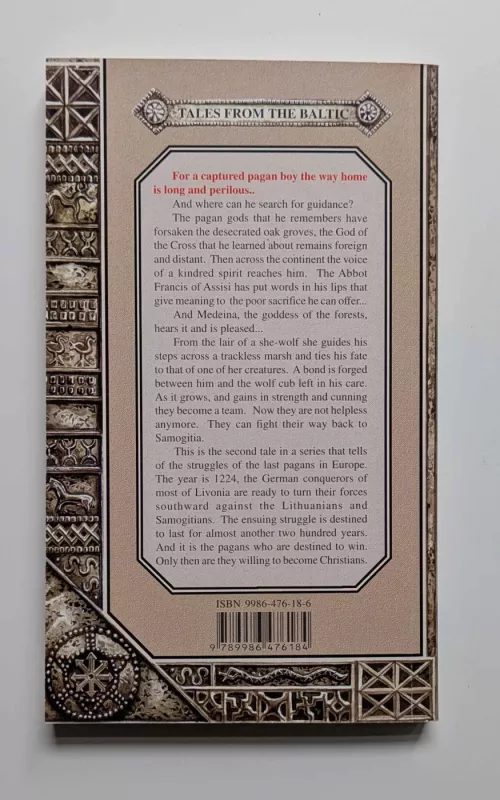 TALES FROM THE BALTIC
For a captured pagan boy the way home
is long and perilous..
And where can he search for guidance?
The pagan gods that he remembers have
forsaken the desecrated oak groves, the God of
the Cross that he learned about remains foreign
and distant. Then across the continent the voice
of a kindred spirit reaches him. The Abbot
Francis of Assisi has put words in his lips that
give meaning to the poor sacrifice he can offer...
And Medeina, the goddess of the forests,
hears it and is pleased...
From the lair of a she-wolf she guides his
steps across a trackless marsh and ties his fate
to that of one of her creatures. A bond is forged
between him and the wolf cub left in his care.
As it grows, and gains in strength and cunning
they become a team. Now they are not helpless
anymore. They can fight their way back to
Samogitia.
This is the second tale in a series that tells
of the struggles of the last pagans in Europe.
The year is 1224, the German conquerors of
most of Livonia are ready to turn their forces
southward against the Lithuanians and
Samogitians. The ensuing struggle is destined
to last for almost another two hundred years.
And it is the pagans who are destined to win.
Only then are they willing to become Christians.
ISBN 9986-476-18-6
9 789986 476184